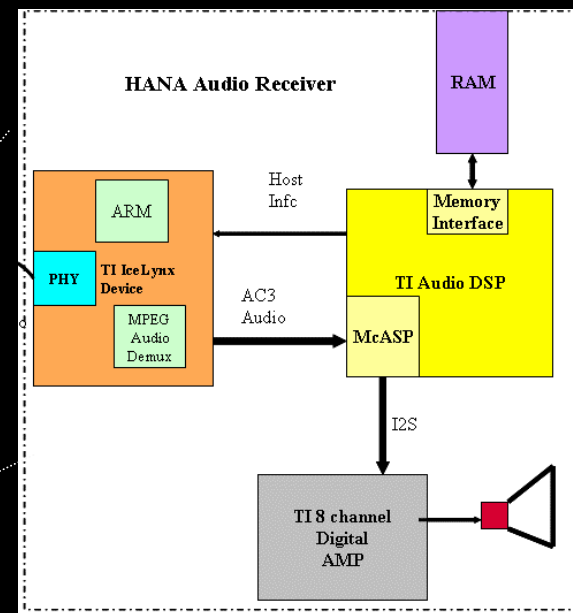 HANA Audio Receiver
RAM
Host
Infc
ARM
Memory
Interface
PHY
TI IceLynx
Device
TI Audio DSP
AC3
Audio
MPEG
Audio
Demux
McASP
I2S
TI 8 channel
Digital
AMP